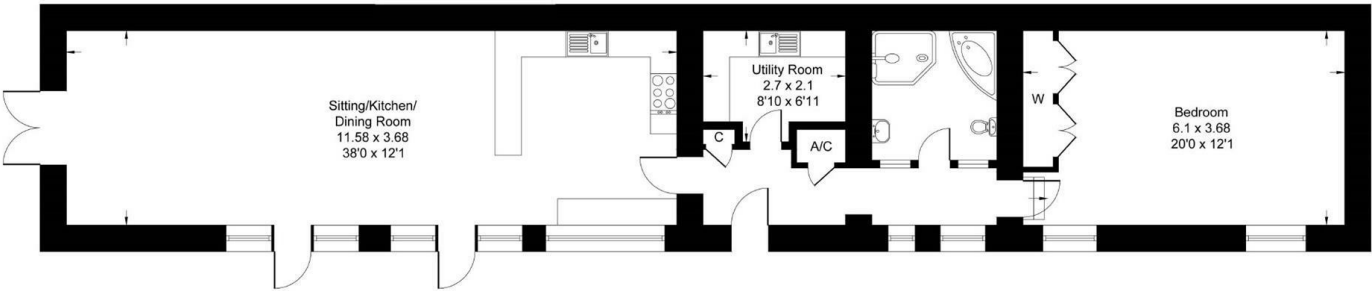 Sitting/Kitchen/
Dining Room
11.58 x 3.68
38'0 x 12'1
Utility Room
2.7 x 2.1
8'10 x 6'11
C
A/C
W
Bedroom
6.1 x 3.68
20'0 x 12'1